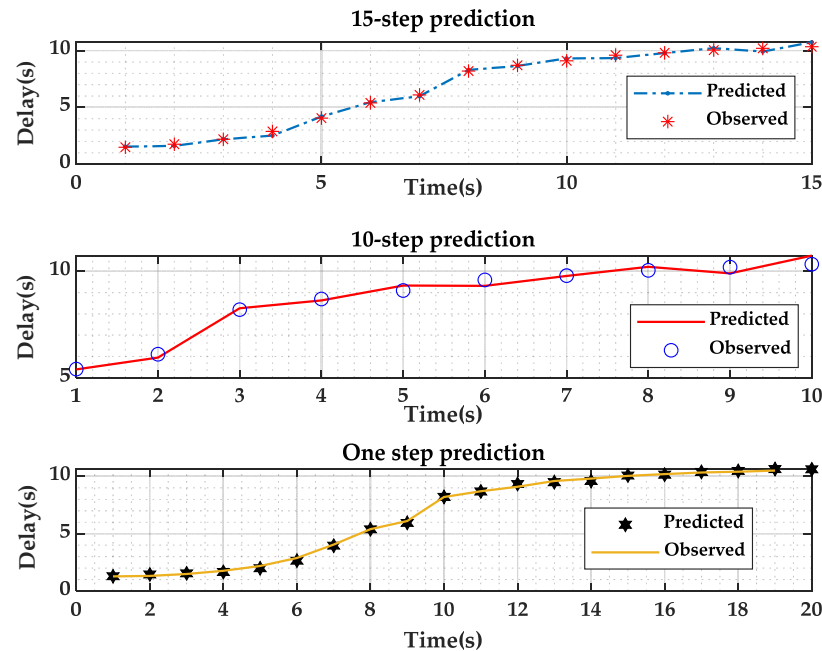 15-step prediction
10
5
0
Delay(s)
Predicted
Observed
0 5 10 15
Time(s)
10-step prediction
10
5
Delay(s)
Predicted
Observed
1 2 3 4 5 6 7 8 9 10
Time(s)
One step prediction
10
5
0
Delay(s)
Predicted
Observed
0 2 4 6 8 10 12 14 16 18 20
Time(s)